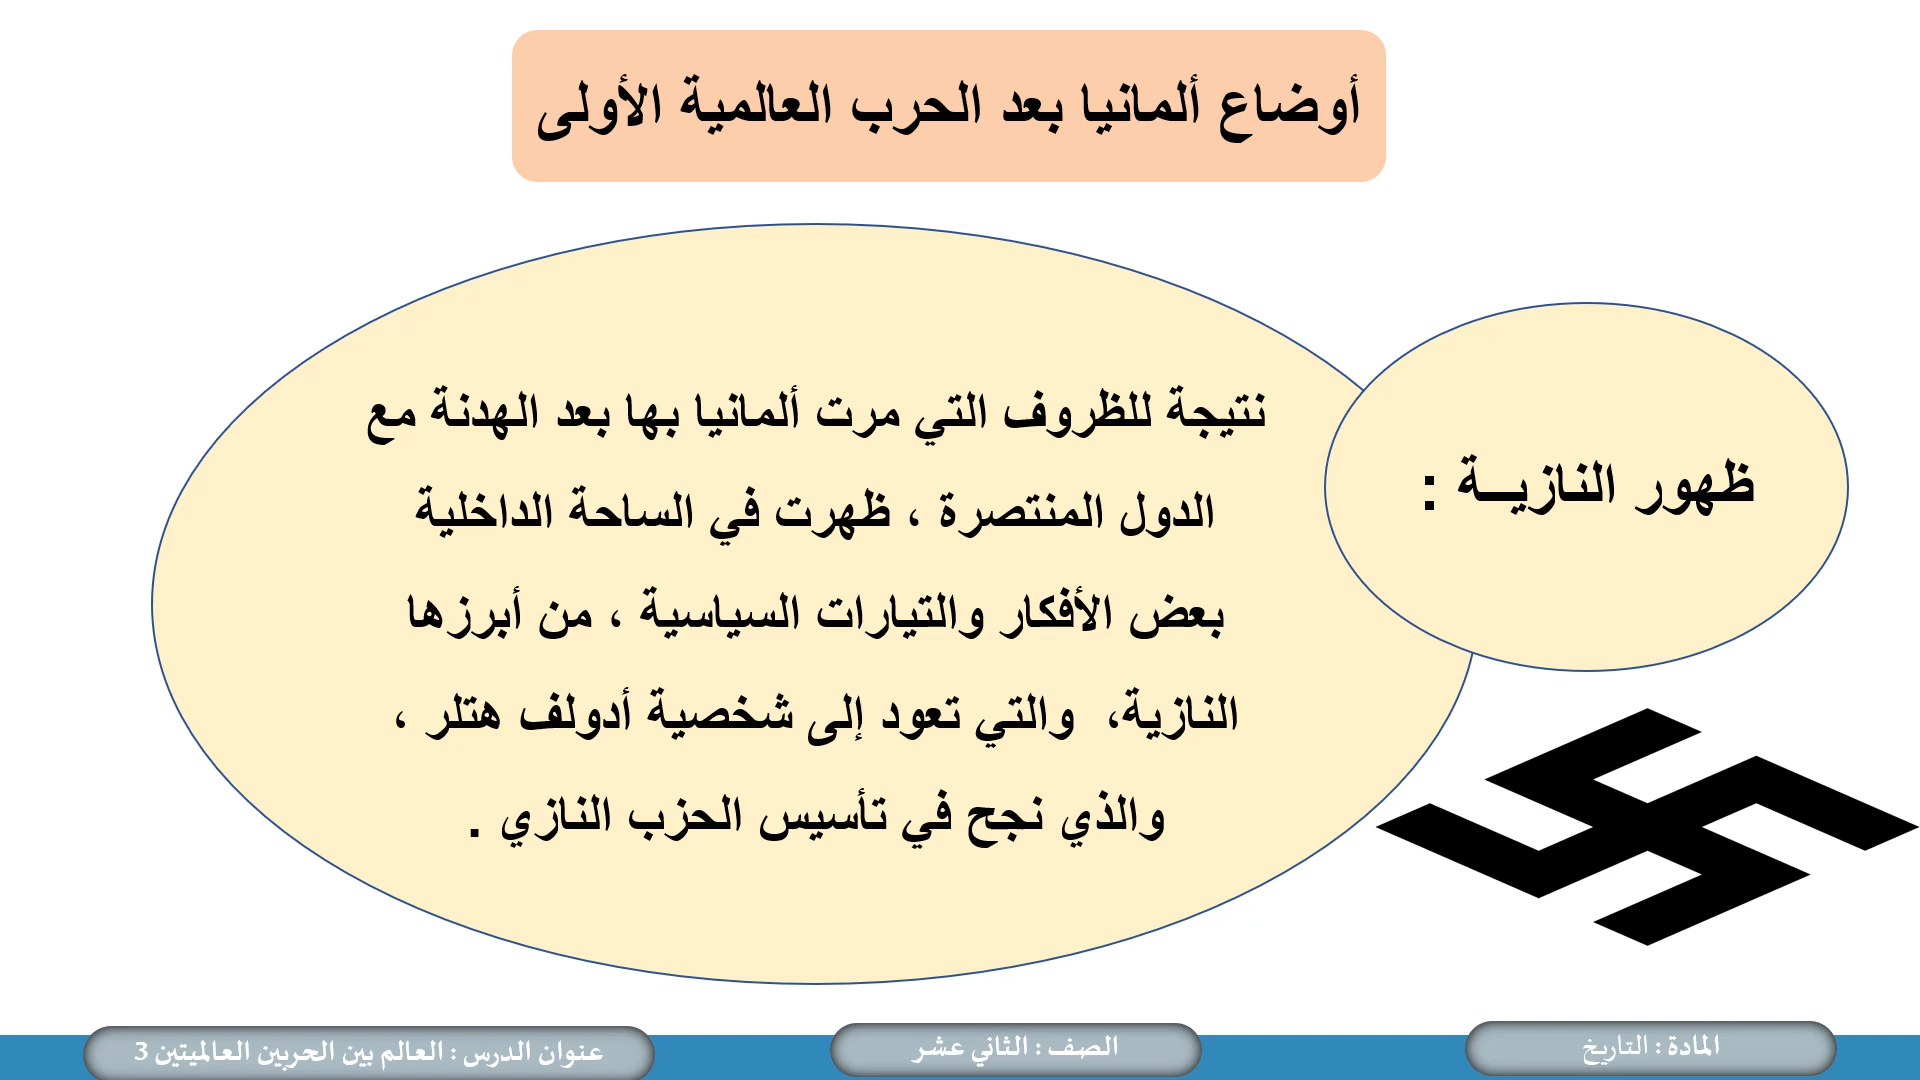 أوضاع ألمانيا بعد الحرب العالمية الأولى
ظهور النازيــة :
نتيجة للظروف التي مرت ألمانيا بها بعد الهدنة مع
الدول المنتصرة ، ظهرت في الساحة الداخلية
بعض الأفكار والتيارات السياسية ، من أبرزها
النازية، والتي تعود إلى شخصية أدولف هتلر ،
والذي نجح في تأسيس الحزب النازي .
المادة : التاريخ
الصف : الثاني عشر
عنوان الدرس : العالم بين الحربين العالميتين 3